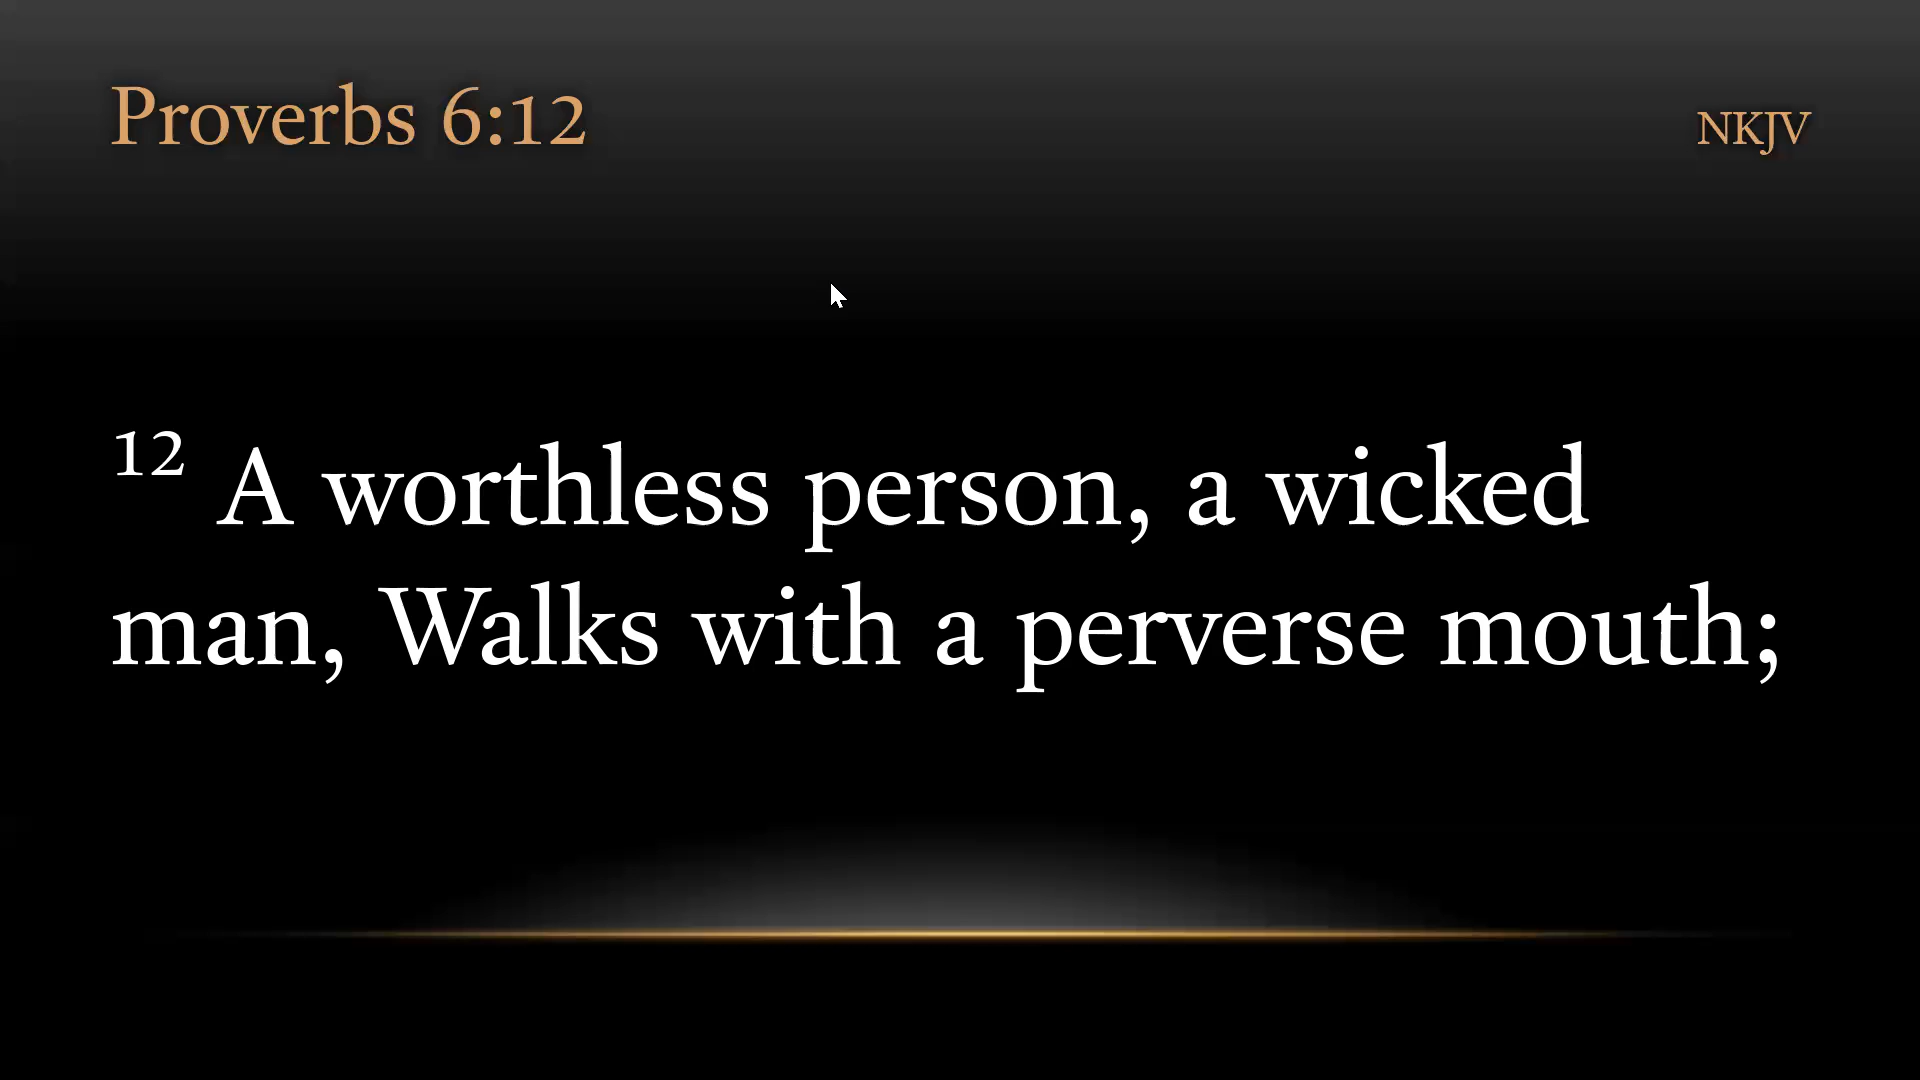 Proverbs 6:12
NKJV
12 A worthless person, a wicked
man, Walks with a perverse mouth;